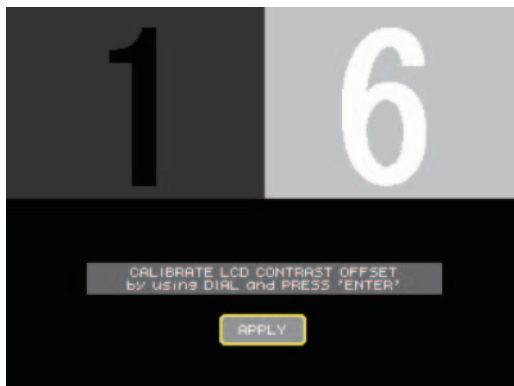 1 6
CALIBRATE LCD CONTRAST OFFSET
by using DIAL and PRESS 'ENTER'
APPLY